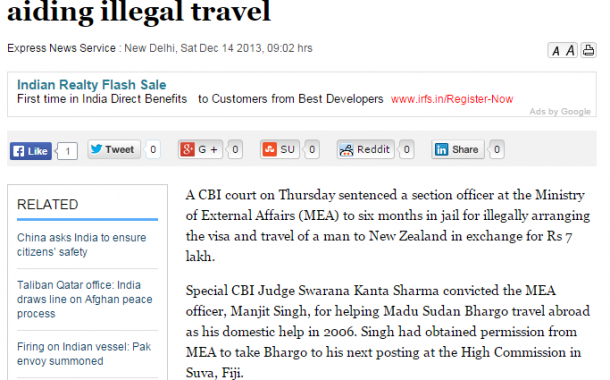 aiding illegal travel
Express News Service : New Delhi, Sat Dec 14 2013, 09:02 hrs
A A
Indian Realty Flash Sale
First time in India Direct Benefits to Customers from Best Developers www.irfs.in/Register-Now
Ads by Google
Like 1 Tweet 0 G + 0 SU 0 Reddit 0 in Share 0
RELATED
China asks India to ensure
citizens' safety
Taliban Qatar office: India
draws line on Afghan peace
process
Firing on Indian vessel: Pak
envoy summoned
A CBI court on Thursday sentenced a section officer at the Ministry
of External Affairs (MEA) to six months in jail for illegally arranging
the visa and travel of a man to New Zealand in exchange for Rs 7
lakh.
Special CBI Judge Swarana Kanta Sharma convicted the MEA
officer, Manjit Singh, for helping Madu Sudan Bhargo travel abroad
as his domestic help in 2006. Singh had obtained permission from
MEA to take Bhargo to his next posting at the High Commission in
Suva, Fiji.